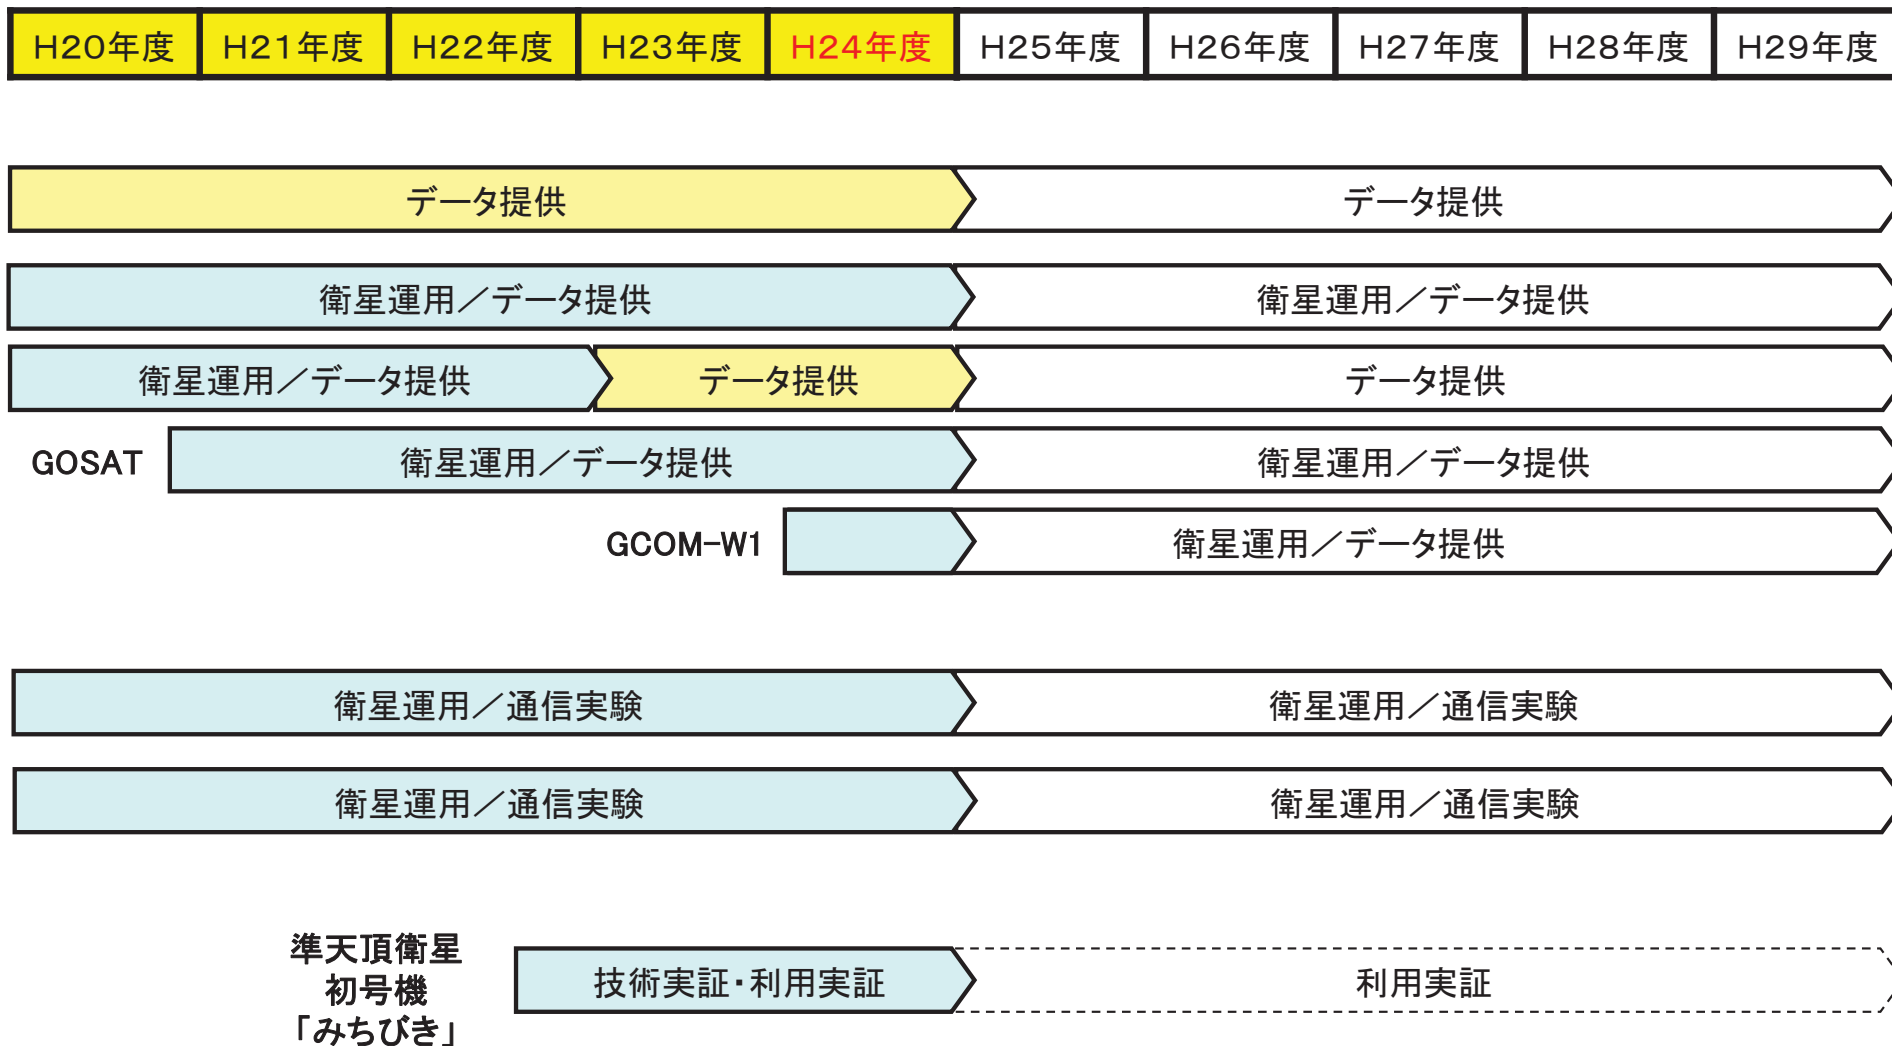 H20年度 H21年度 H22年度 H23年度 H24年度 H25年度 H26年度 H27年度 H28年度 H29年度
データ提供 データ提供
衛星運用／データ提供 衛星運用／データ提供
衛星運用／データ提供 データ提供 データ提供
GOSAT 衛星運用／データ提供 衛星運用／データ提供
GCOM-W1 衛星運用／データ提供
衛星運用／通信実験 衛星運用／通信実験
衛星運用／通信実験 衛星運用／通信実験
準天頂衛星
初号機
「みちびき」
技術実証・利用実証 利用実証